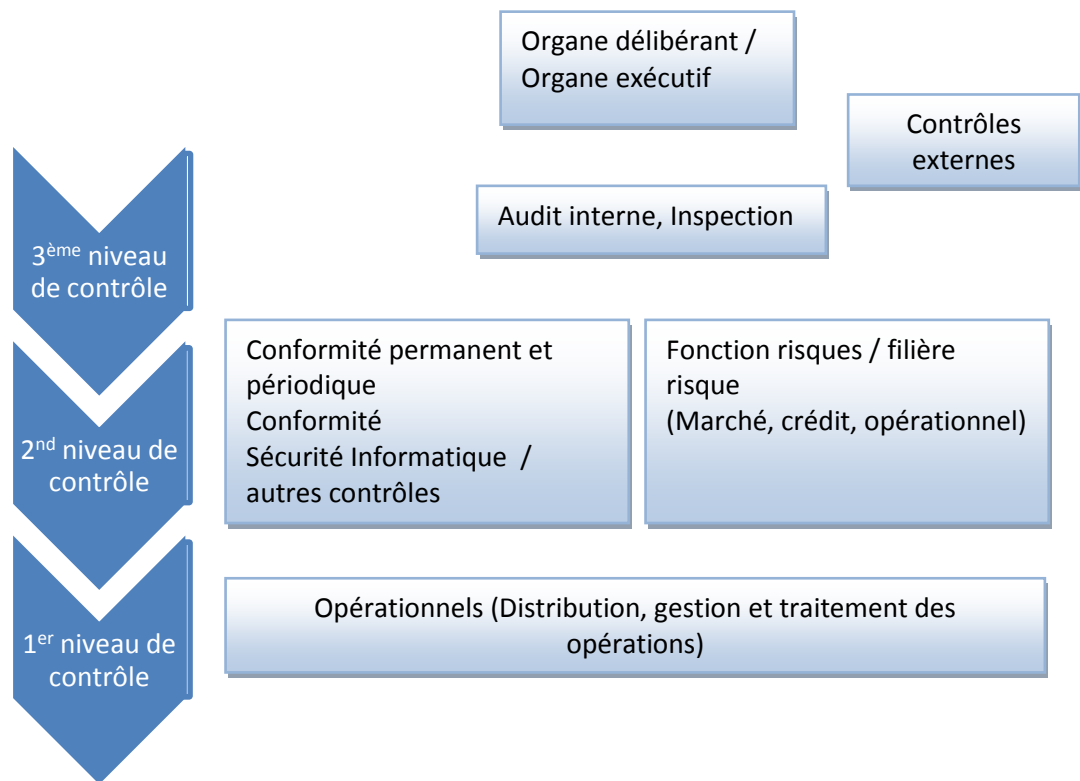 Organe délibérant /
Organe exécutif
Contrôles
externes
Audit interne, Inspection
3ème niveau
de contrôle
Conformité permanent et
périodique
Conformité
Sécurité Informatique /
autres contrôles
Fonction risques / filière
risque
(Marché, crédit, opérationnel)
2nd niveau de
contrôle
Opérationnels (Distribution, gestion et traitement des
opérations)
1er niveau de
contrôle